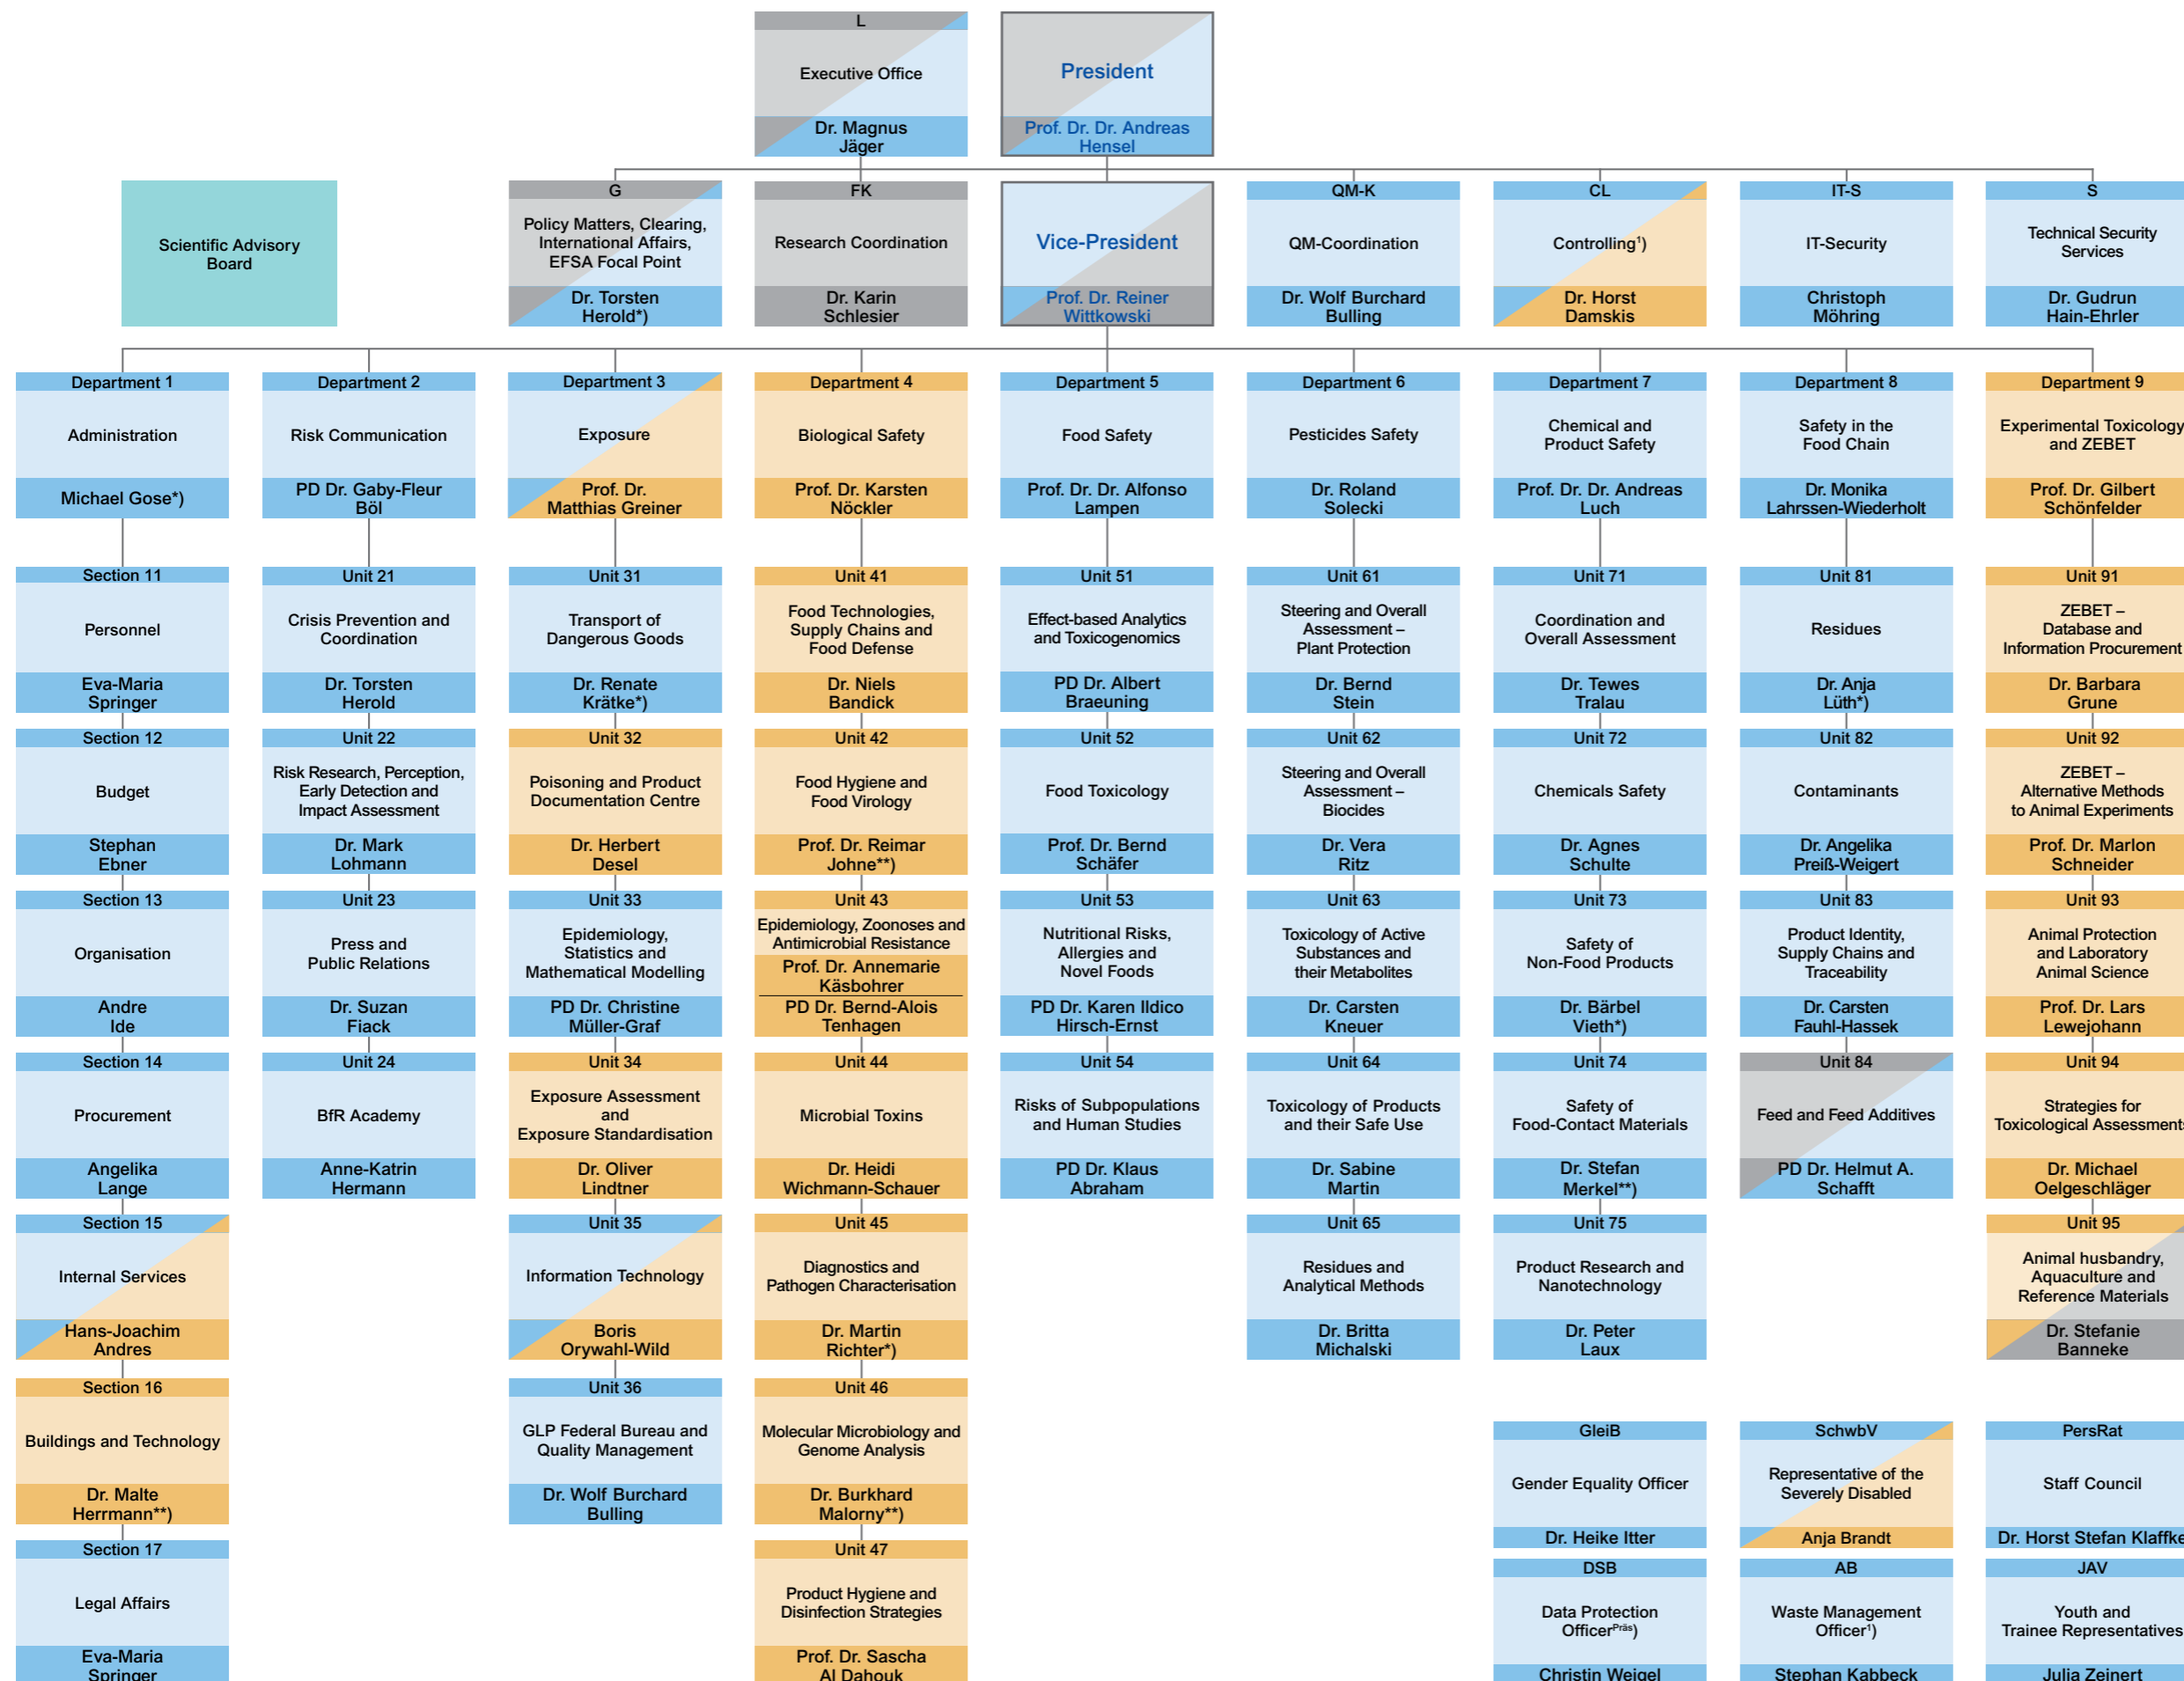 L
Executive Office
Dr. Magnus
Jäger
President
Prof. Dr. Dr. Andreas
Hensel
Scientific Advisory
Board
G
Policy Matters, Clearing,
International Affairs,
EFSA Focal Point
Dr. Torsten
Herold*)
FK
Research Coordination
Dr. Karin
Schlesier
Vice-President
Prof. Dr. Reiner
Wittkowski
QM-K
QM-Coordination
Dr. Wolf Burchard
Bulling
CL
Controlling¹)
Dr. Horst
Damskis
IT-S
IT-Security
Christoph
Möhring
S
Technical Security
Services
Dr. Gudrun
Hain-Ehrler
Department 1
Administration
Michael Gose*)
Department 2
Risk Communication
PD Dr. Gaby-Fleur
Böl
Department 3
Exposure
Prof. Dr.
Matthias Greiner
Department 4
Biological Safety
Prof. Dr. Karsten
Nöckler
Department 5
Food Safety
Prof. Dr. Dr. Alfonso
Lampen
Department 6
Pesticides Safety
Dr. Roland
Solecki
Department 7
Chemical and
Product Safety
Prof. Dr. Dr. Andreas
Luch
Department 8
Safety in the
Food Chain
Dr. Monika
Lahrssen-Wiederholt
Department 9
Experimental Toxicology
and ZEBET
Prof. Dr. Gilbert
Schönfelder
Section 11
Personnel
Eva-Maria
Springer
Unit 21
Crisis Prevention and
Coordination
Dr. Torsten
Herold
Unit 31
Transport of
Dangerous Goods
Dr. Renate
Krätke*)
Unit 41
Food Technologies,
Supply Chains and
Food Defense
Dr. Niels
Bandick
Unit 51
Effect-based Analytics
and Toxicogenomics
PD Dr. Albert
Braeuning
Unit 61
Steering and Overall
Assessment –
Plant Protection
Dr. Bernd
Stein
Unit 71
Coordination and
Overall Assessment
Dr. Tewes
Tralau
Unit 81
Residues
Dr. Anja
Lüth*)
Unit 91
ZEBET –
Database and
Information Procurement
Dr. Barbara
Grune
Section 12
Budget
Stephan
Ebner
Unit 22
Risk Research, Perception,
Early Detection and
Impact Assessment
Dr. Mark
Lohmann
Unit 32
Poisoning and Product
Documentation Centre
Dr. Herbert
Desel
Unit 42
Food Hygiene and
Food Virology
Prof. Dr. Reimar
Johne**)
Unit 52
Food Toxicology
Prof. Dr. Bernd
Schäfer
Unit 62
Steering and Overall
Assessment –
Biocides
Dr. Vera
Ritz
Unit 72
Chemicals Safety
Dr. Agnes
Schulte
Unit 82
Contaminants
Dr. Angelika
Preiß-Weigert
Unit 92
ZEBET –
Alternative Methods
to Animal Experiments
Prof. Dr. Marlon
Schneider
Section 13
Organisation
Andre
Ide
Unit 23
Press and
Public Relations
Dr. Suzan
Fiack
Unit 33
Epidemiology,
Statistics and
Mathematical Modelling
PD Dr. Christine
Müller-Graf
Unit 43
Epidemiology, Zoonoses and
Antimicrobial Resistance
Prof. Dr. Annemarie
Käsbohrer
PD Dr. Bernd-Alois
Tenhagen
Unit 53
Nutritional Risks,
Allergies and
Novel Foods
PD Dr. Karen Ildico
Hirsch-Ernst
Unit 63
Toxicology of Active
Substances and
their Metabolites
Dr. Carsten
Kneuer
Unit 73
Safety of
Non-Food Products
Dr. Bärbel
Vieth*)
Unit 83
Product Identity,
Supply Chains and
Traceability
Dr. Carsten
Fauhl-Hassek
Unit 93
Animal Protection
and Laboratory
Animal Science
Prof. Dr. Lars
Lewejohann
Section 14
Procurement
Angelika
Lange
Unit 24
BfR Academy
Anne-Katrin
Hermann
Unit 34
Exposure Assessment
and
Exposure Standardisation
Dr. Oliver
Lindtner
Unit 44
Microbial Toxins
Dr. Heidi
Wichmann-Schauer
Unit 54
Risks of Subpopulations
and Human Studies
PD Dr. Klaus
Abraham
Unit 64
Toxicology of Products
and their Safe Use
Dr. Sabine
Martin
Unit 74
Safety of
Food-Contact Materials
Dr. Stefan
Merkel**)
Unit 84
Feed and Feed Additives
PD Dr. Helmut A.
Schafft
Unit 94
Strategies for
Toxicological Assessments
Dr. Michael
Oelgeschläger
Section 15
Internal Services
Hans-Joachim
Andres
Unit 35
Information Technology
Boris
Orywahl-Wild
Unit 45
Diagnostics and
Pathogen Characterisation
Dr. Martin
Richter*)
Unit 65
Residues and
Analytical Methods
Dr. Britta
Michalski
Unit 75
Product Research and
Nanotechnology
Dr. Peter
Laux
Unit 95
Animal husbandry,
Aquaculture and
Reference Materials
Dr. Stefanie
Banneke
Section 16
Buildings and Technology
Dr. Malte
Herrmann**)
Unit 36
GLP Federal Bureau and
Quality Management
Dr. Wolf Burchard
Bulling
Unit 46
Molecular Microbiology and
Genome Analysis
Dr. Burkhard
Malorny**)
GleiB
Gender Equality Officer
Dr. Heike Itter
SchwbV
Representative of the
Severely Disabled
Anja Brandt
PersRat
Staff Council
Dr. Horst Stefan Klaffke
Section 17
Legal Affairs
Eva-Maria
Springer
Unit 47
Product Hygiene and
Disinfection Strategies
Prof. Dr. Sascha
Al Dahouk
DSB
Data Protection
Officerᴾʳäˢ)
Christin Weigel
AB
Waste Management
Officer¹)
Stephan Kabbeck
JAV
Youth and
Trainee Representatives
Julia Zeinert